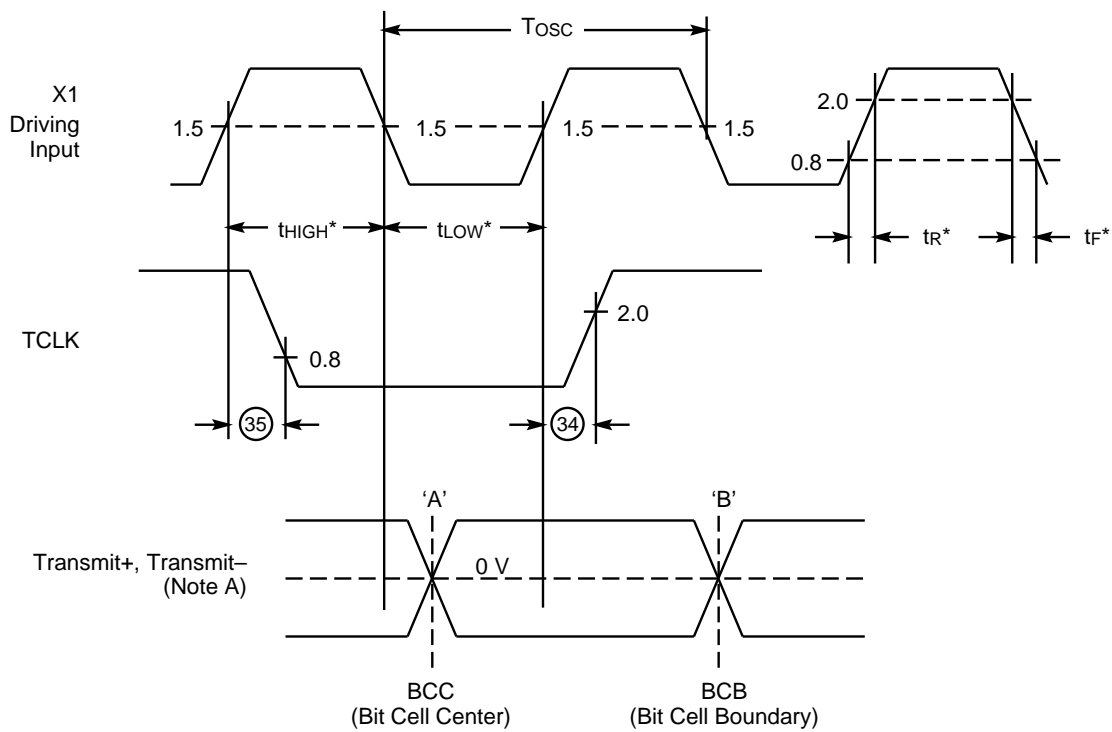 TOSC
X1
Driving
Input
1.5
1.5
1.5
1.5
2.0
0.8
tHIGH*
tLOW*
tR*
tF*
TCLK
0.8
2.0
35
34
'A'
'B'
Transmit+, Transmit–
(Note A)
0 V
BCC
(Bit Cell Center)
BCB
(Bit Cell Boundary)